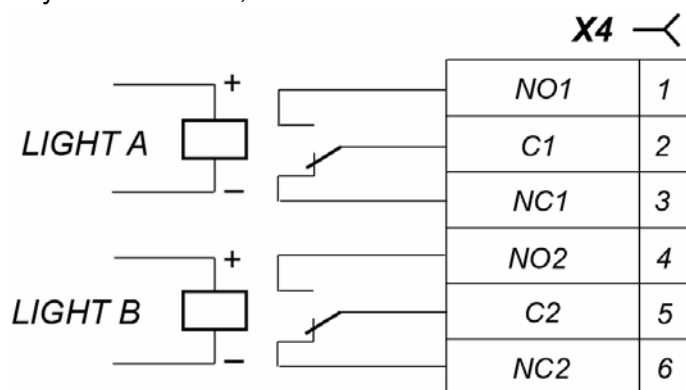 X4
+
NO1 1
LIGHT A
C1 2
–
NC1 3
+
NO2 4
LIGHT B
C2 5
–
NC2 6